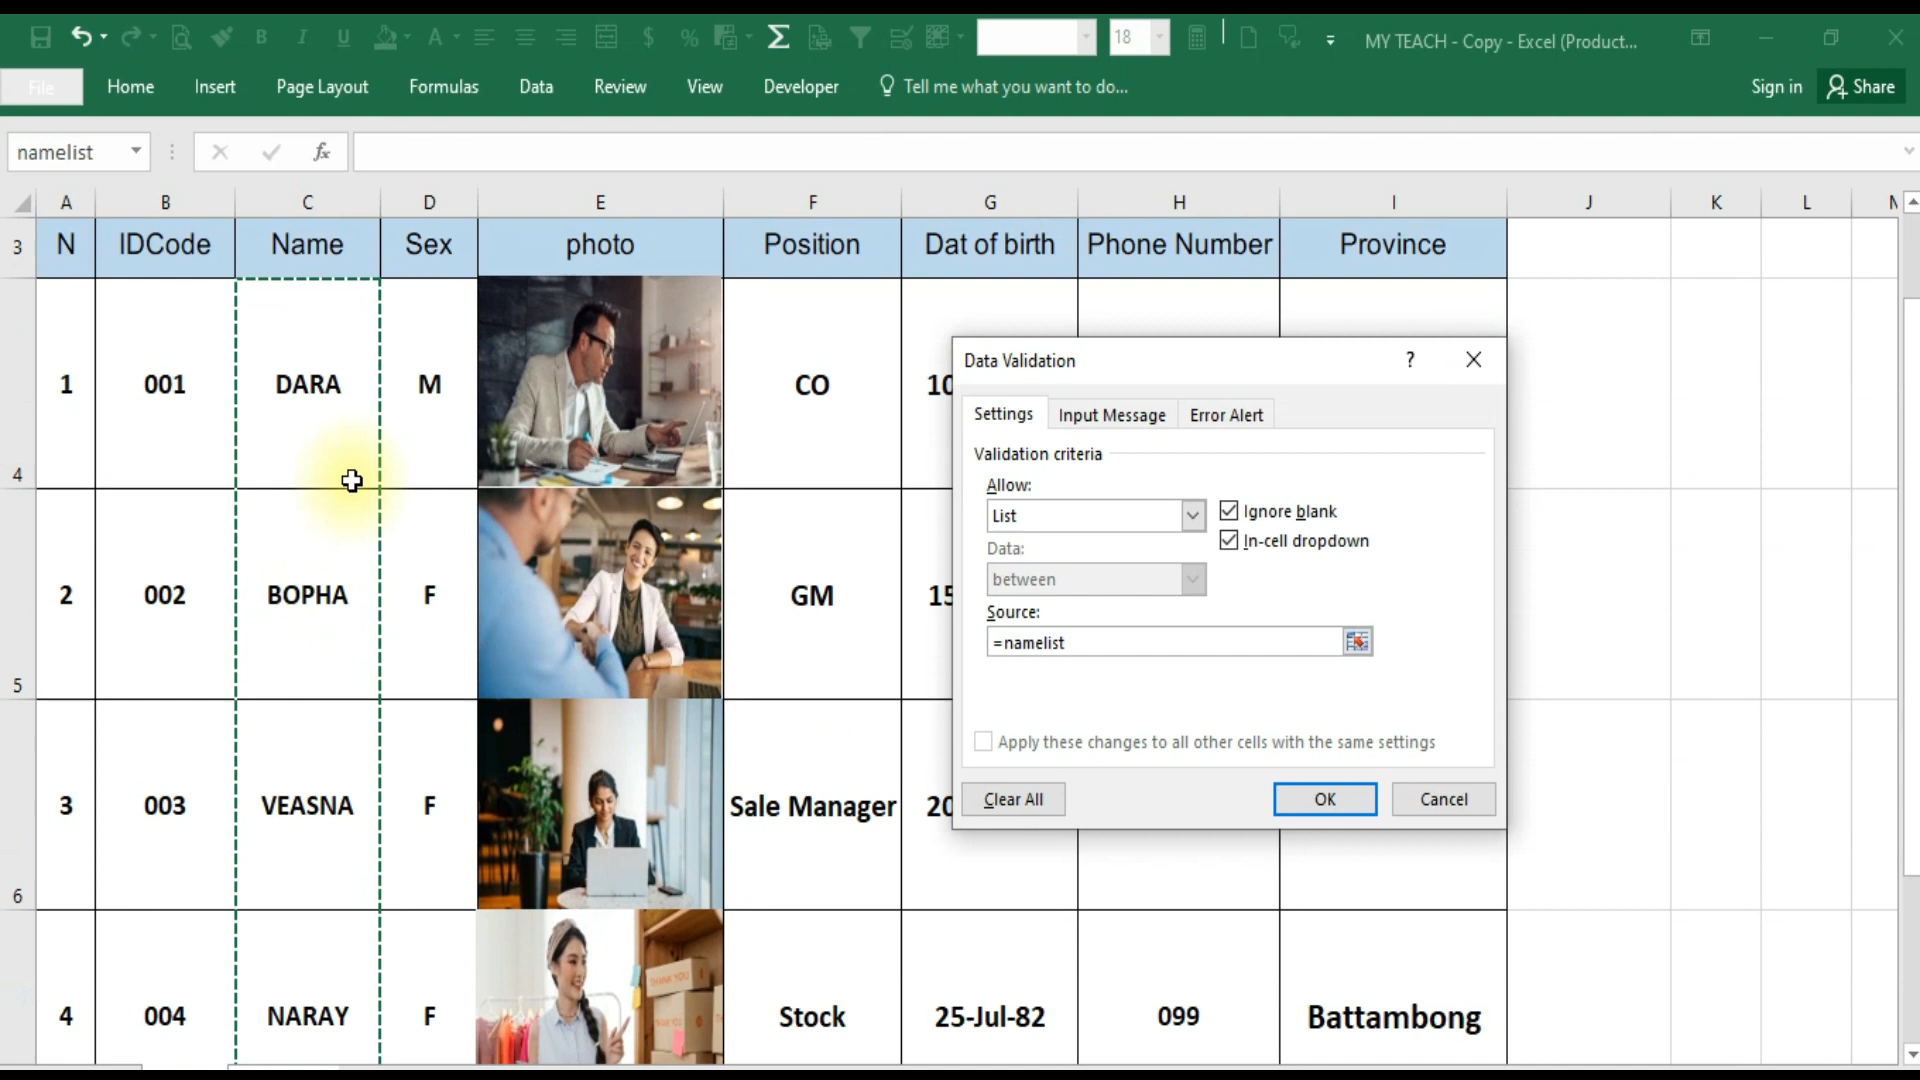 18
MY TEACH - Copy - Excel (Product...
File Home Insert Page Layout Formulas Data Review View Developer Tell me what you want to do... Sign in Share
namelist fx
A B C D E F G H I J K L
3 N IDCode Name Sex photo Position Dat of birth Phone Number Province
4 1 001 DARA M CO 10
5 2 002 BOPHA F GM 15
6 3 003 VEASNA F Sale Manager 20
4 004 NARAY F Stock 25-Jul-82 099 Battambong
THANK YOU
Data Validation ?
Settings Input Message Error Alert
Validation criteria
Allow:
List Ignore blank
Data: In-cell dropdown
between
Source:
=namelist
Apply these changes to all other cells with the same settings
Clear All OK Cancel